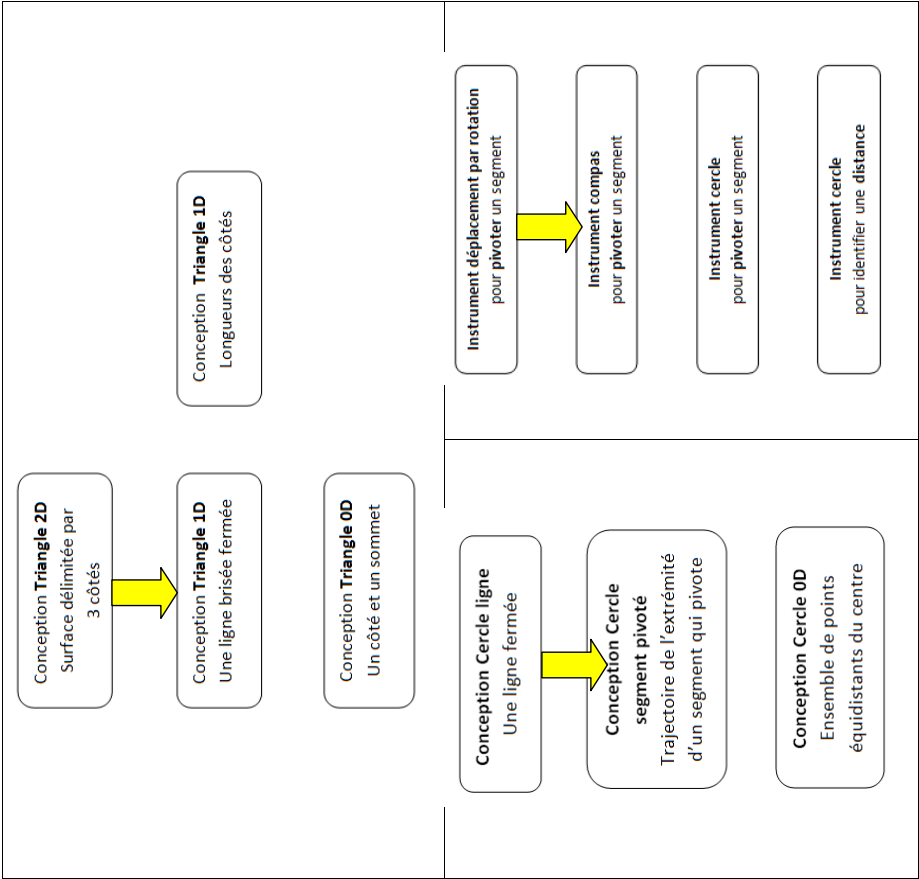 Conception Triangle 2D
Surface délimitée par
3 côtés
Conception Triangle 1D
Une ligne brisée fermée
Conception Triangle 1D
Longueurs des côtés
Conception Triangle 0D
Un côté et un sommet
Conception Cercle ligne
Une ligne fermée
Conception Cercle
segment pivoté
Trajectoire de l'extrémité
d'un segment qui pivote
Conception Cercle 0D
Ensemble de points
équidistants du centre
Instrument déplacement par rotation
pour pivoter un segment
Instrument compas
pour pivoter un segment
Instrument cercle
pour pivoter un segment
Instrument cercle
pour identifier une distance